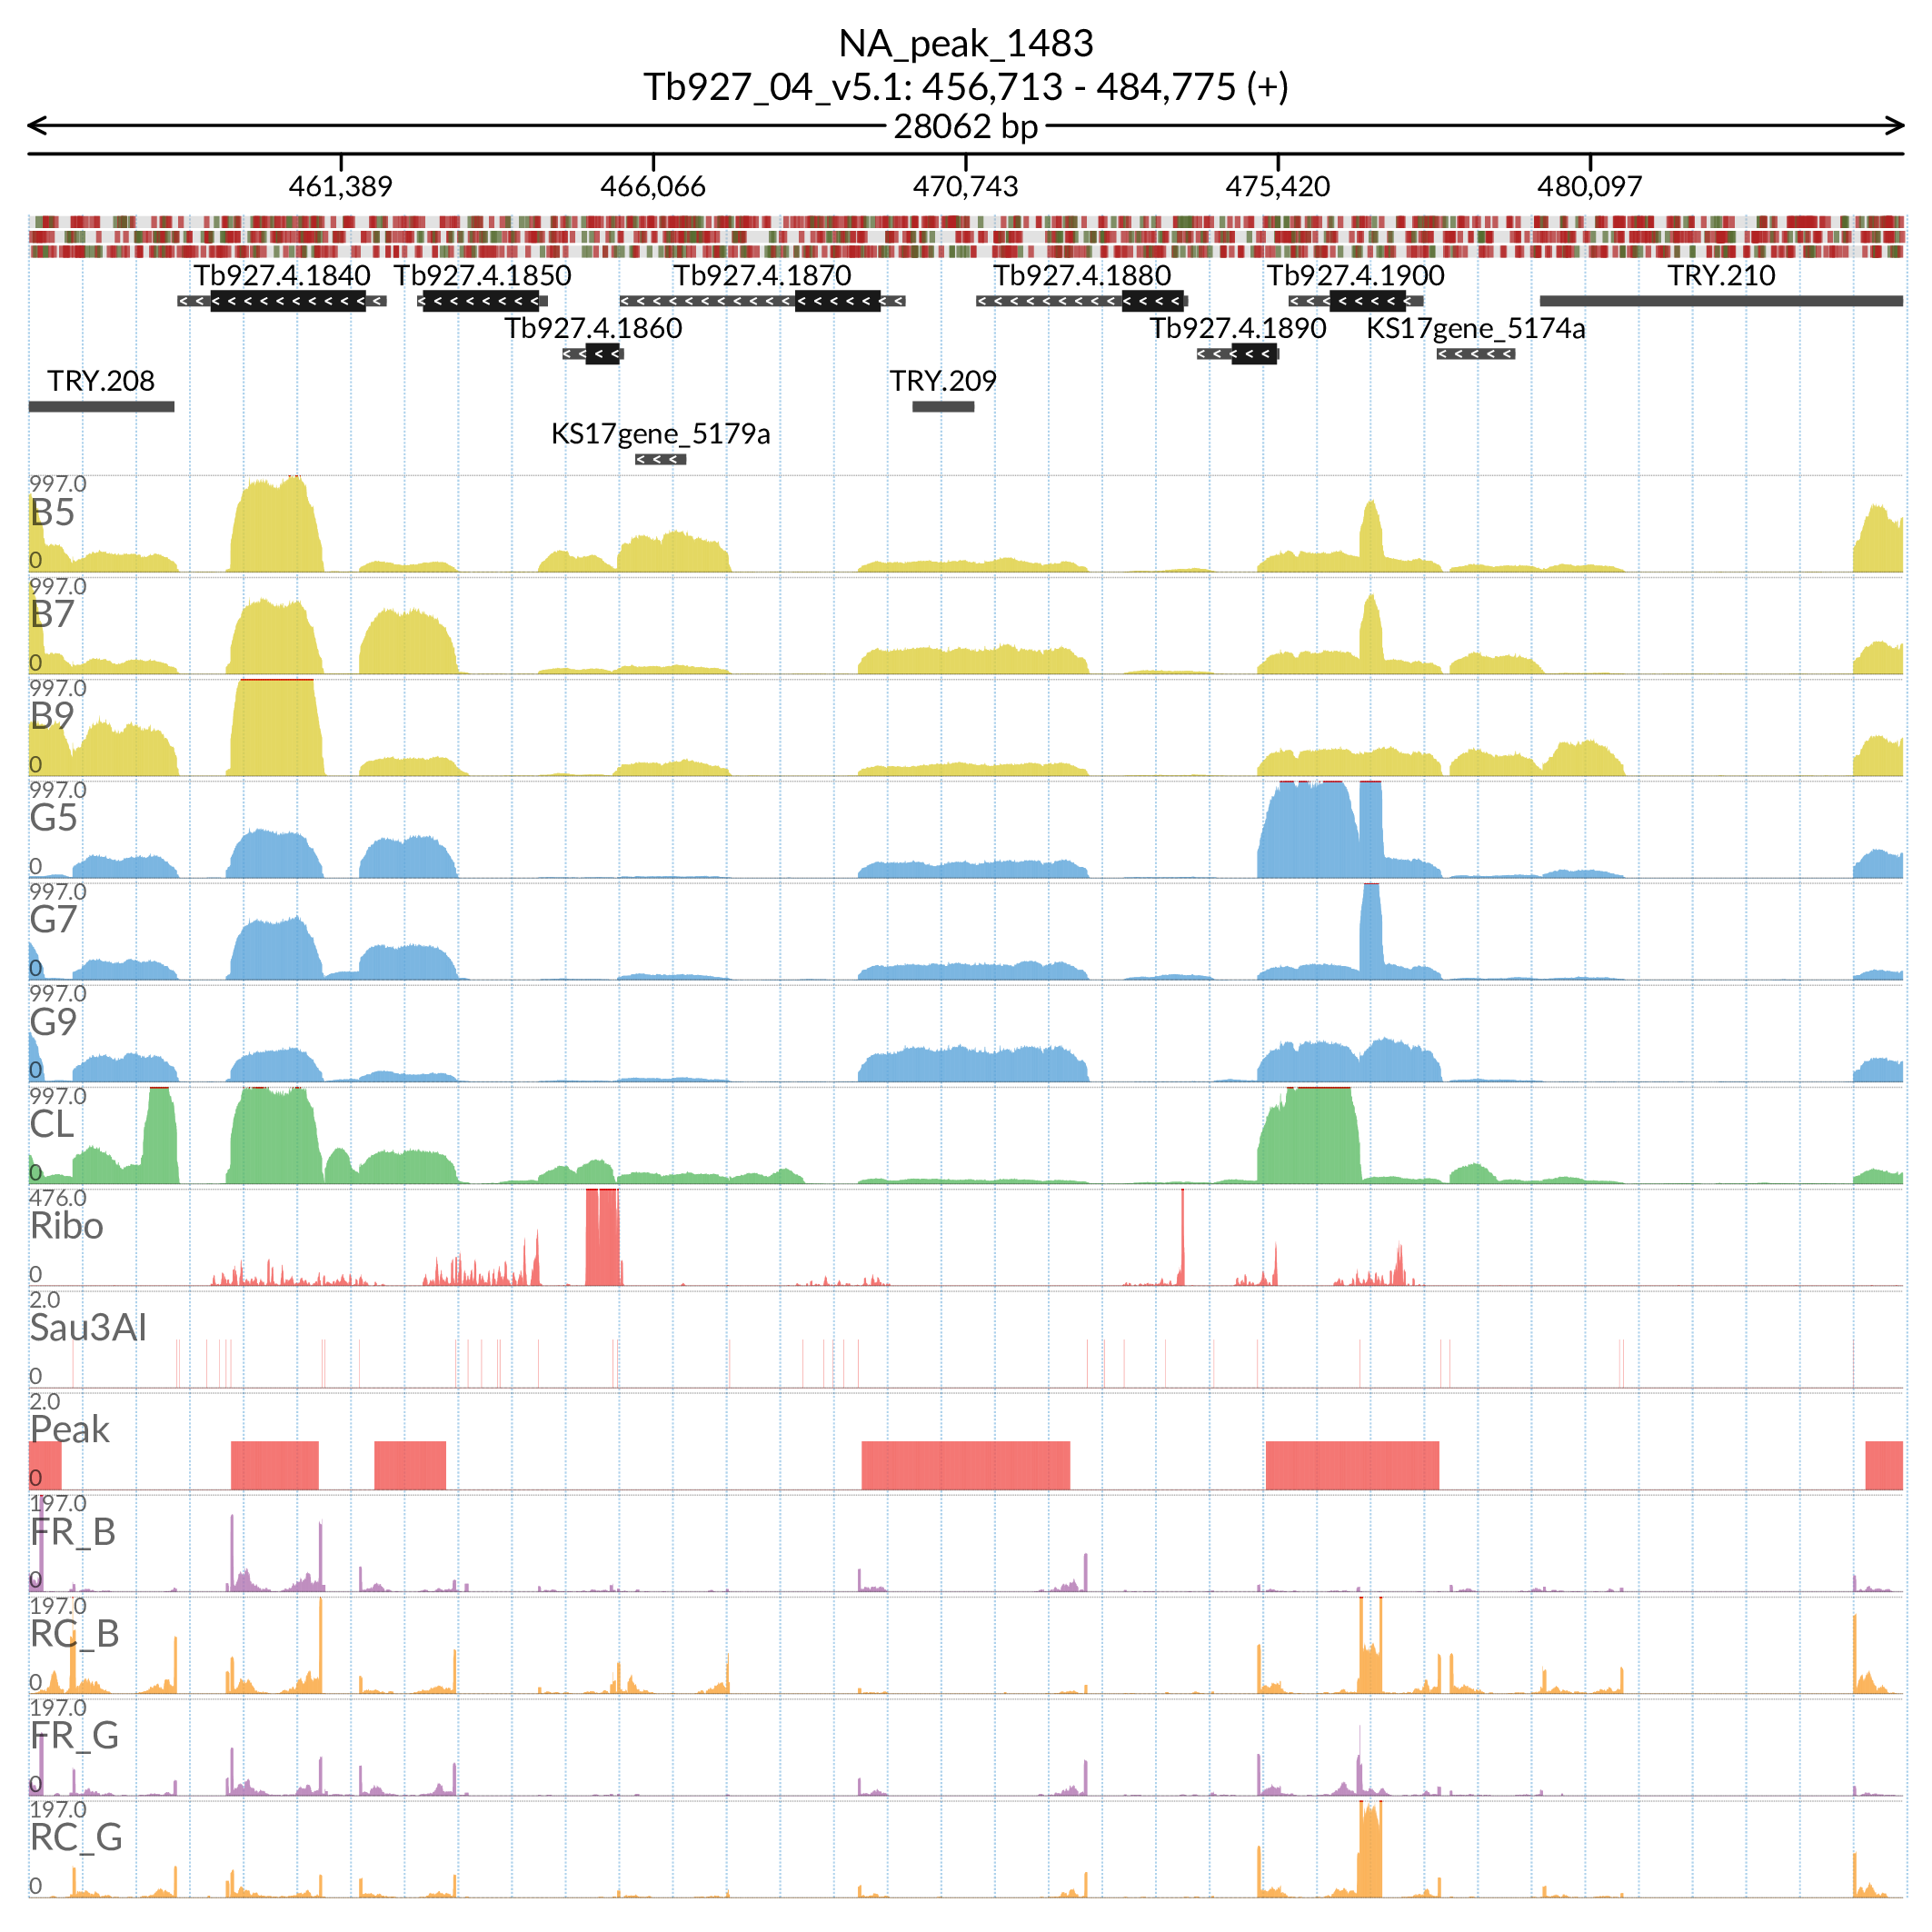 NA_peak_1483
Tb927_04_v5.1: 456,713 - 484,775 (+)
28062 bp
461,389 466,066 470,743 475,420 480,097
Tb927.4.1840 Tb927.4.1850 Tb927.4.1870 Tb927.4.1880 Tb927.4.1900 TRY.210
Tb927.4.1860 Tb927.4.1890 KS17gene_5174a
TRY.208 TRY.209
KS17gene_5179a
997.0
B5
0
997.0
B7
0
997.0
B9
0
997.0
G5
0
997.0
G7
0
997.0
G9
0
997.0
CL
0
476.0
Ribo
0
2.0
Sau3AI
0
2.0
Peak
0
197.0
FR_B
0
197.0
RC_B
0
197.0
FR_G
0
197.0
RC_G
0